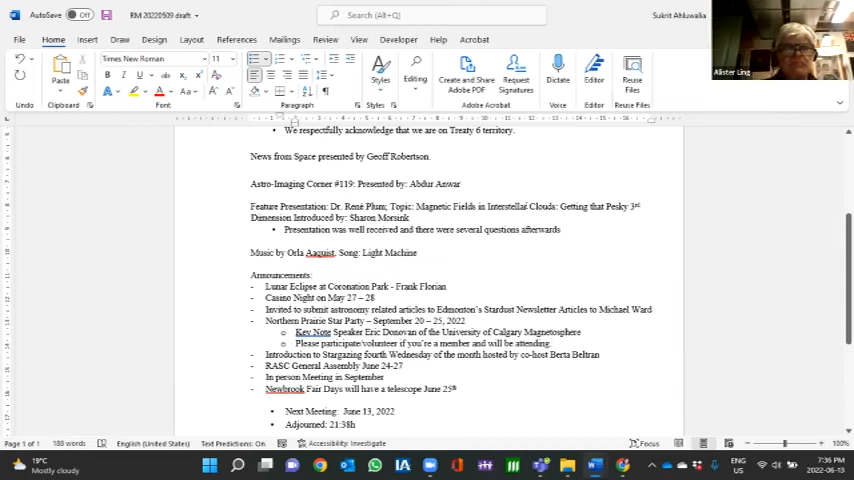 AutoSave Off RM 20220509 draft Search (Alt+Q) Sukrit Ahluwalia
File Home Insert Draw Design Layout References Mailings Review View Developer Help Acrobat
Times New Roman 11
Paste Styles Editing Create and Share Adobe PDF Request Signatures Dictate Editor Reuse Files
Clipboard Font Paragraph Styles Adobe Acrobat Voice Editor Reuse Files
Alister Ling
• We respectfully acknowledge that we are on Treaty 6 territory.
News from Space presented by Geoff Robertson.
Astro-Imaging Corner #119: Presented by: Abdur Anwar
Feature Presentation: Dr. René Plum; Topic: Magnetic Fields in Interstellar Clouds: Getting that Pesky 3rd
Dimension Introduced by: Sharon Morsink
• Presentation was well received and there were several questions afterwards
Music by Orla Aaquist, Song: Light Machine
Announcements:
- Lunar Eclipse at Coronation Park - Frank Florian
- Casino Night on May 27 – 28
- Invited to submit astronomy related articles to Edmonton's Stardust Newsletter Articles to Michael Ward
- Northern Prairie Star Party – September 20 – 25, 2022
o Key Note Speaker Eric Donovan of the University of Calgary Magnetosphere
o Please participate/volunteer if you're a member and will be attending.
- Introduction to Stargazing fourth Wednesday of the month hosted by co-host Berta Beltran
- RASC General Assembly June 24-27
- In person Meeting in September
- Newbrook Fair Days will have a telescope June 25th
• Next Meeting: June 13, 2022
• Adjourned: 21:38h
Page 1 of 1 188 words English (United States) Text Predictions: On Accessibility: Investigate Focus 100%
19°C
Mostly cloudy
ENG
US
7:36 PM
2022-06-13